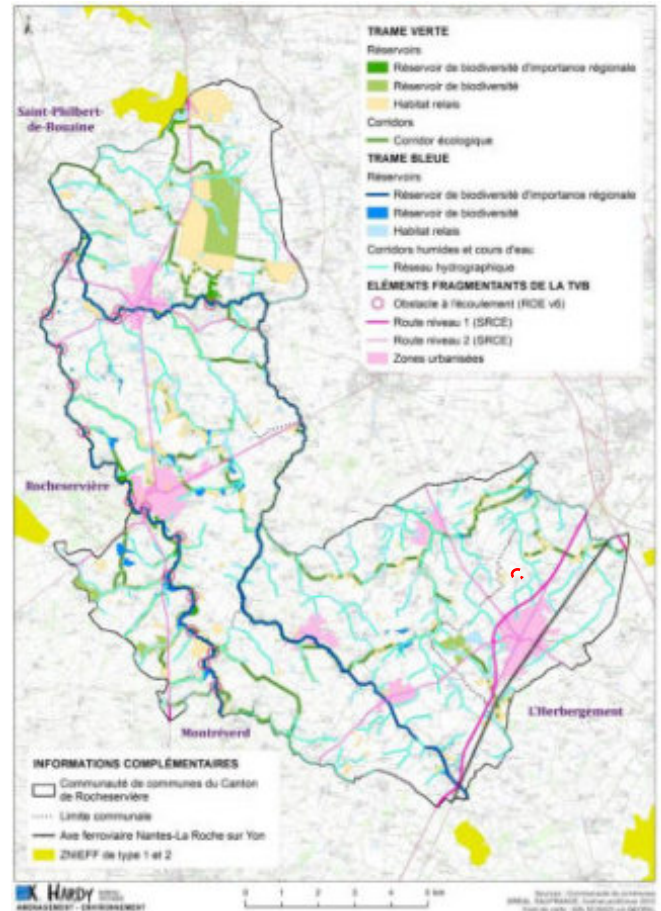 TRAME VERTE
Réservoirs
Réservoir de biodiversité d'importance régionale
Réservoir de biodiversité
Habitat relais
Corridors
Corridor écologique
TRAME BLEUE
Réservoirs
Réservoir de biodiversité d'importance régionale
Réservoir de biodiversité
Habitat relais
Corridors humides et cours d'eau
Réseau hydrographique
ELÉMENTS FRAGMENTANTS DE LA TVB
Obstacle à l'écoulement (ROE v6)
Route niveau 1 (SRCE)
Route niveau 2 (SRCE)
Zones urbanisées
Saint-Philbert-
de-Bouaine
Rocheservière
Montréverd
L'Herbergement
INFORMATIONS COMPLÉMENTAIRES
Communauté de communes du Canton
de Rocheservière
Limite communale
Axe ferroviaire Nantes-La Roche sur Yon
ZNIEFF de type 1 et 2
HARDY
AMÉNAGEMENT - ENVIRONNEMENT
0 1 2 3 4 5 km